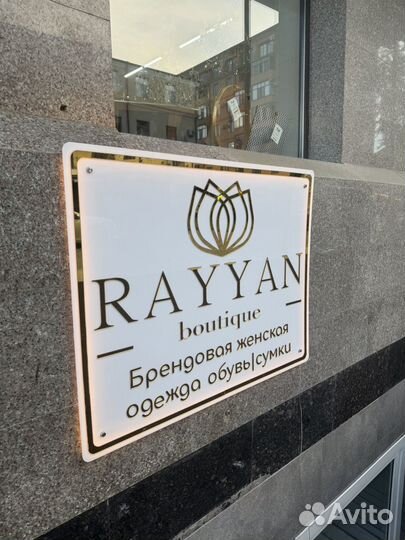 RAYYAN
boutique
Брендовая женская
одежда обувь|сумки
Avito